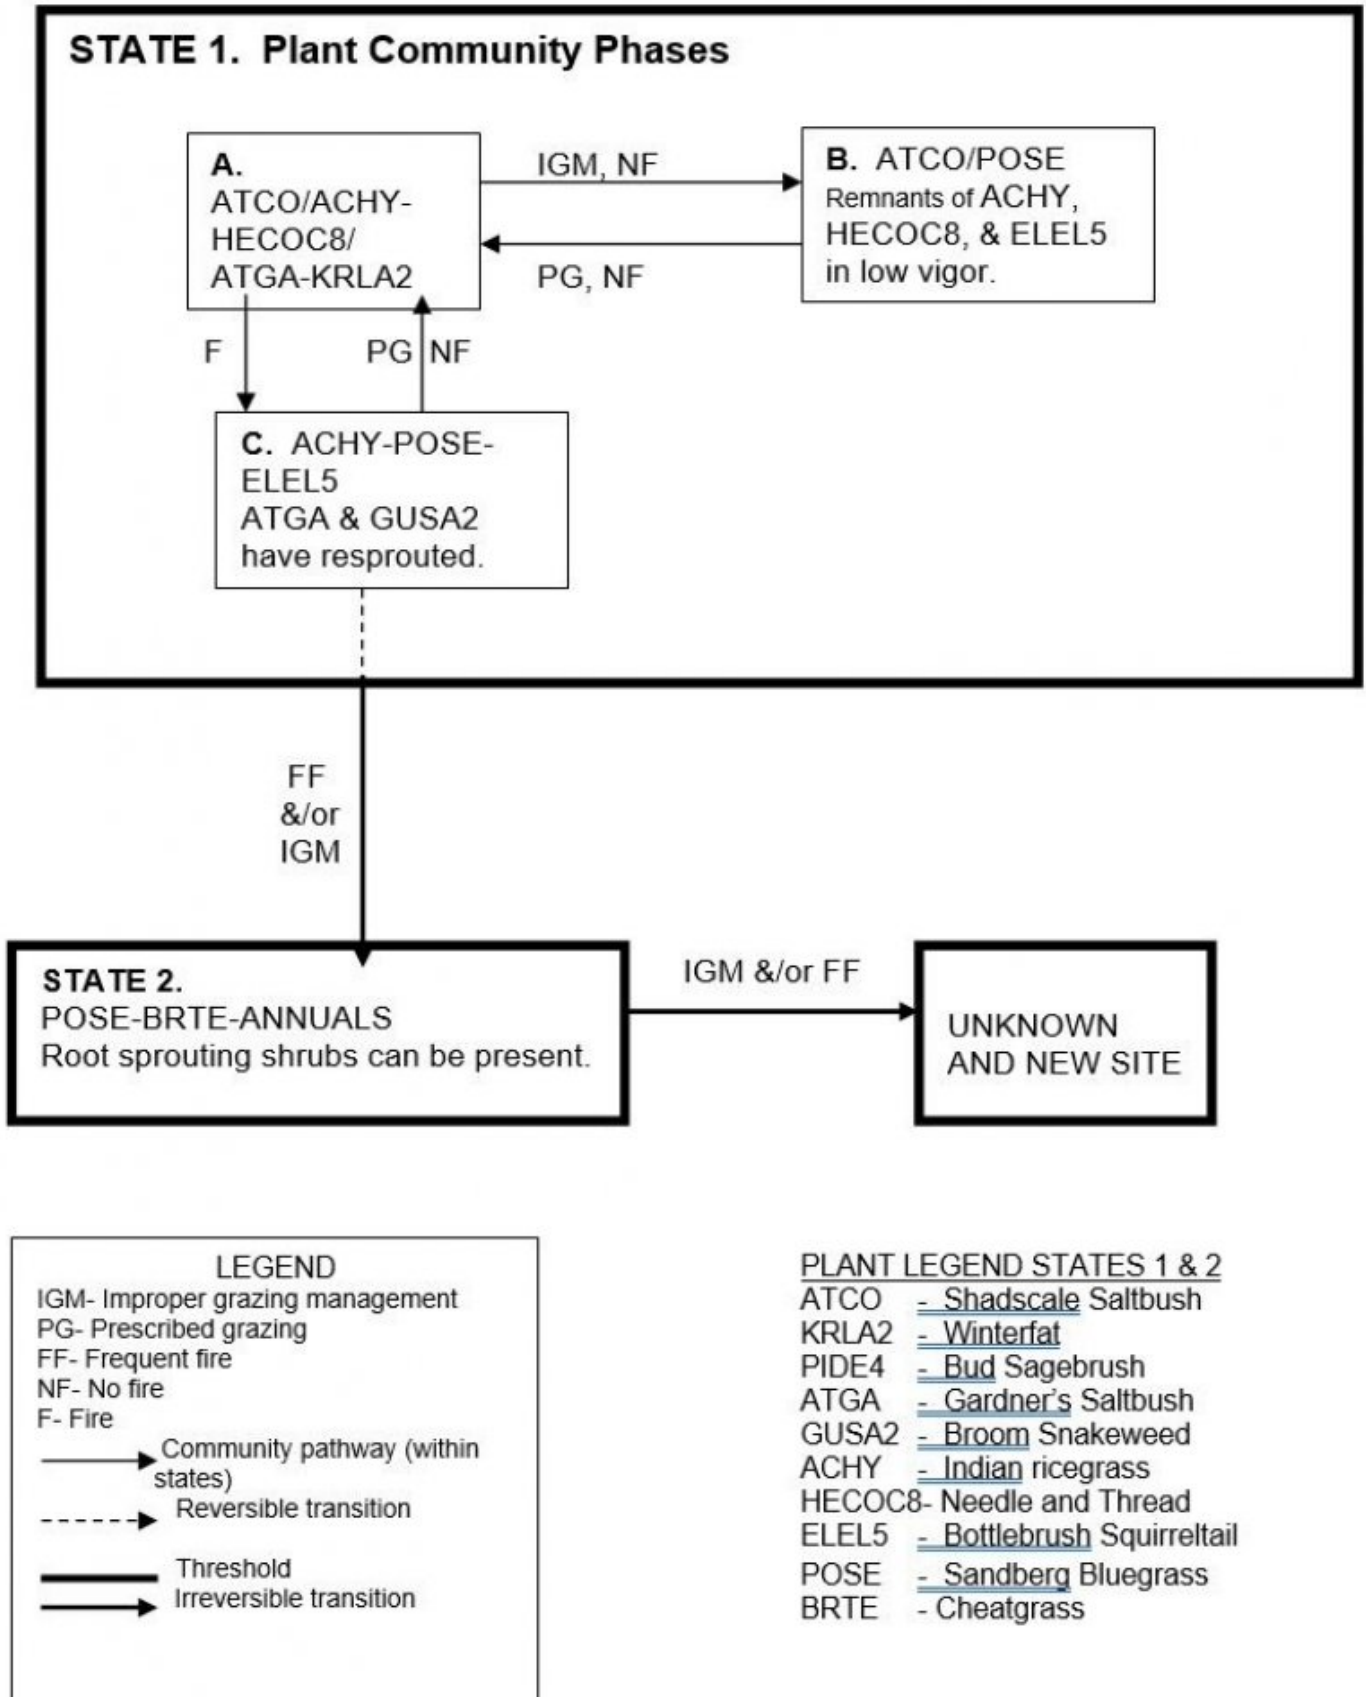 STATE 1.  Plant Community Phases
A.
ATCO/ACHY-
HECOC8/
ATGA-KRLA2
IGM, NF
PG, NF
B.  ATCO/POSE
Remnants of ACHY,
HECOC8, & ELEL5
in low vigor.
F
PG NF
C.  ACHY-POSE-
ELEL5
ATGA & GUSA2
have resprouted.
FF
&/or
IGM
STATE 2.
POSE-BRTE-ANNUALS
Root sprouting shrubs can be present.
IGM &/or FF
UNKNOWN
AND NEW SITE
LEGEND
IGM- Improper grazing management
PG- Prescribed grazing
FF- Frequent fire
NF- No fire
F- Fire
Community pathway (within
states)
Reversible transition
Threshold
Irreversible transition
PLANT LEGEND STATES 1 & 2
ATCO - Shadscale Saltbush
KRLA2 - Winterfat
PIDE4 - Bud Sagebrush
ATGA - Gardner’s Saltbush
GUSA2 - Broom Snakeweed
ACHY - Indian ricegrass
HECOC8- Needle and Thread
ELEL5 - Bottlebrush Squirreltail
POSE - Sandberg Bluegrass
BRTE - Cheatgrass